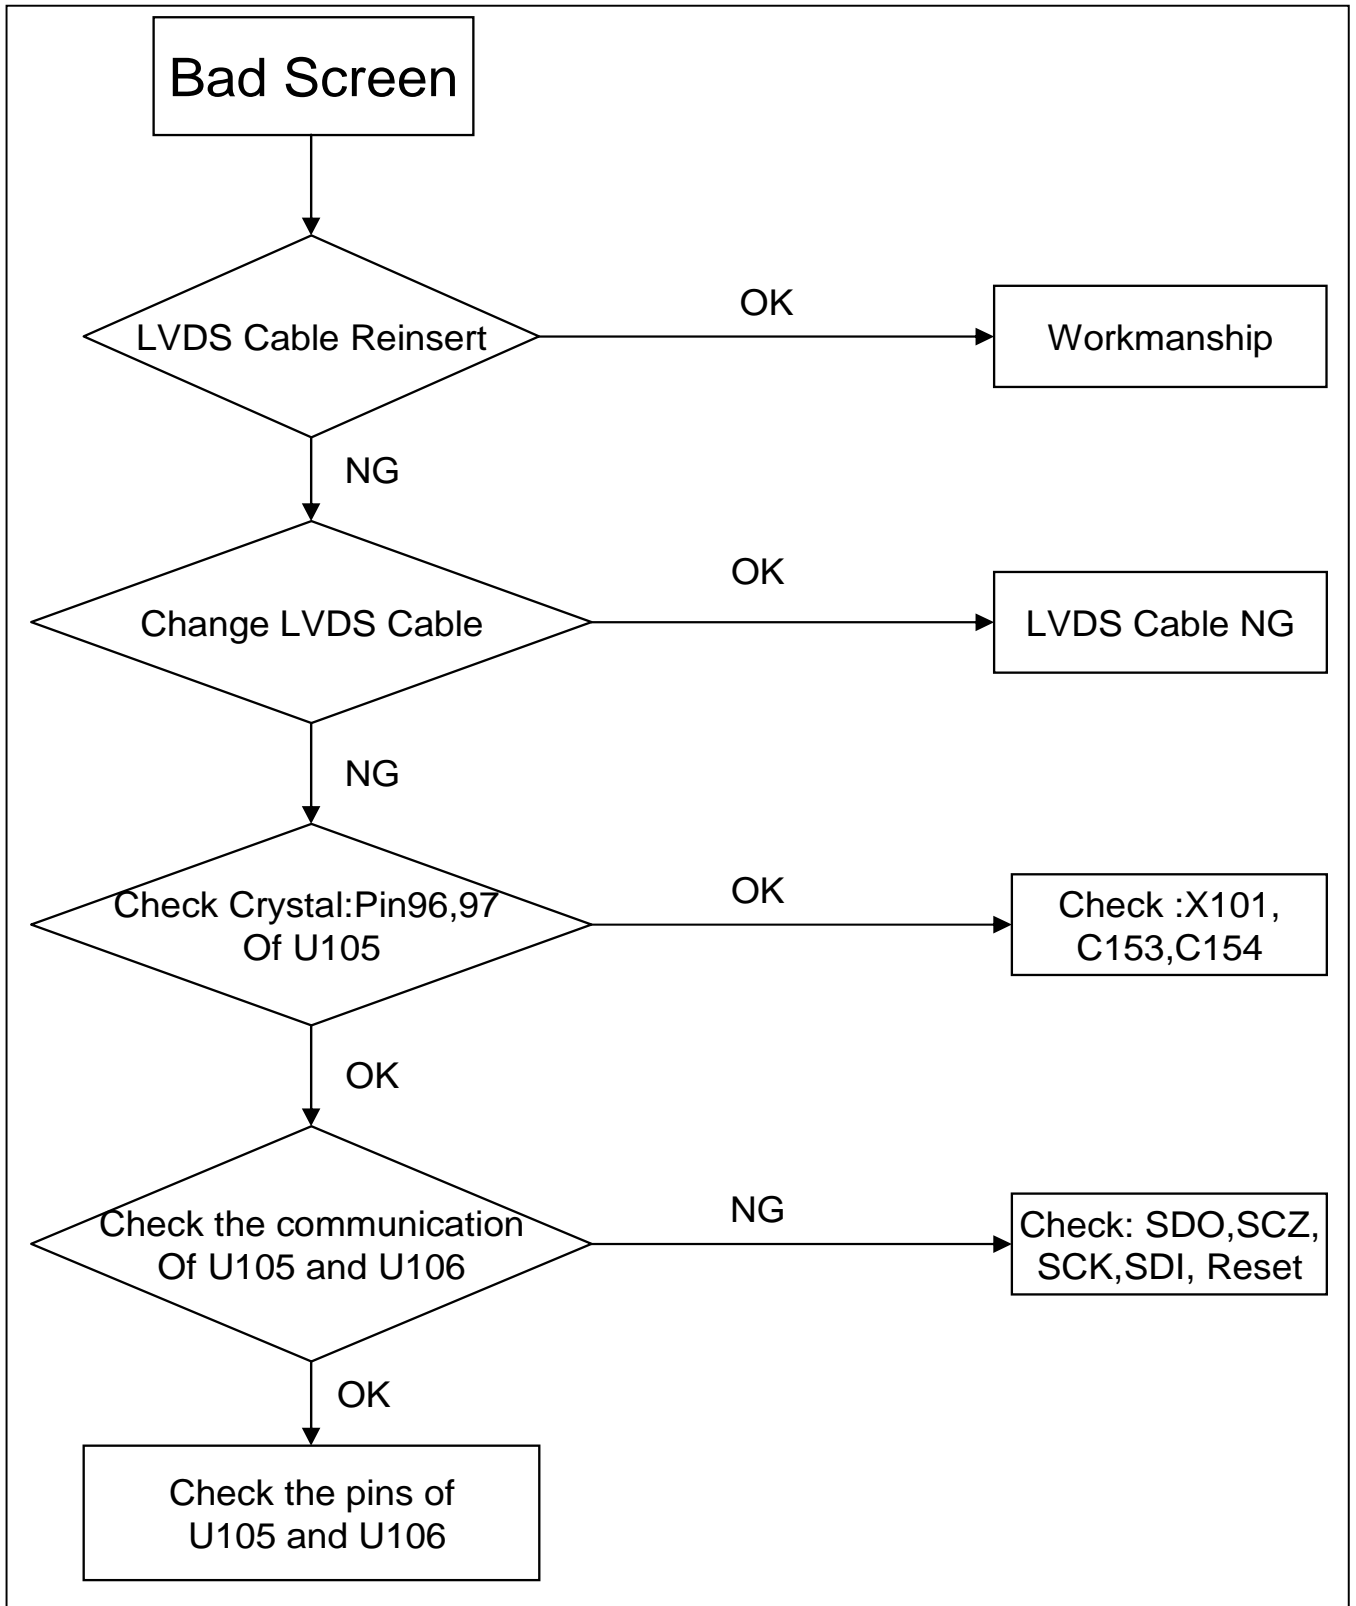 Bad Screen
OK
LVDS Cable Reinsert
Workmanship
NG
OK
Change LVDS Cable
LVDS Cable NG
NG
OK
Check Crystal:Pin96,97
Of U105
Check :X101,
C153,C154
OK
NG
Check the communication
Of U105 and U106
Check: SDO,SCZ,
SCK,SDI, Reset
OK
Check the pins of
U105 and U106